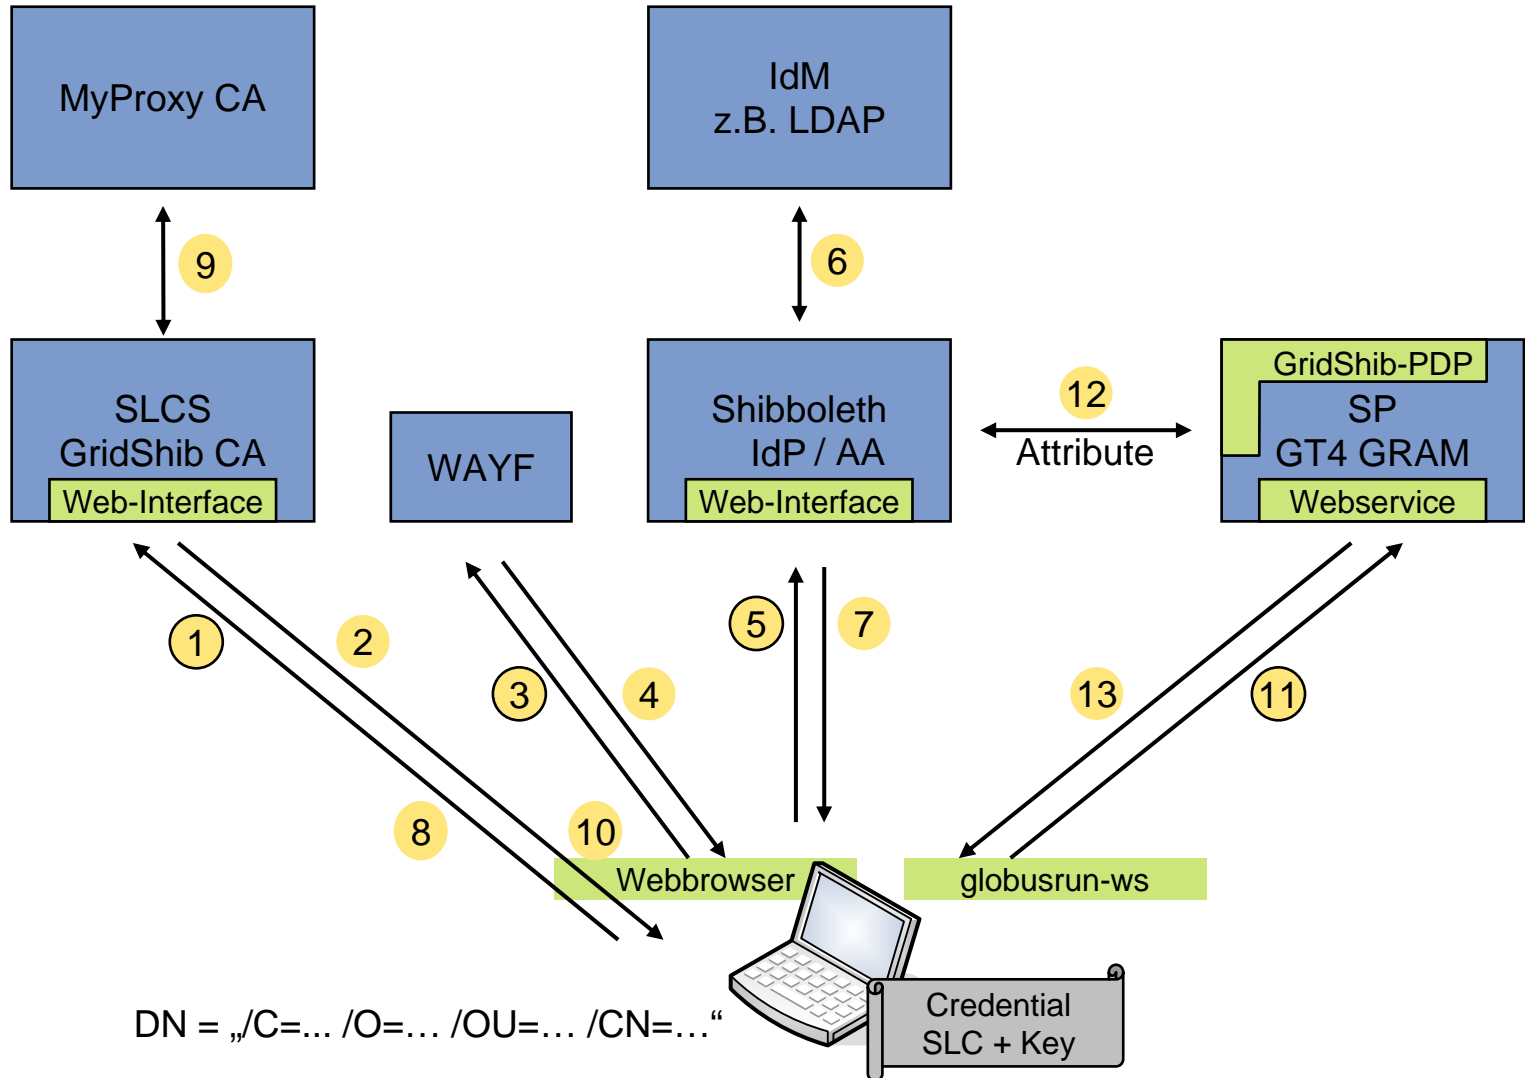 MyProxy CA
IdM
z.B. LDAP
9
6
SLCS
GridShib CA
Web-Interface
WAYF
Shibboleth
IdP / AA
Web-Interface
12
Attribute
GridShib-PDP
SP
GT4 GRAM
Webservice
1
2
3
4
5
7
13
11
8
10
Webbrowser
globusrun-ws
DN = „/C=... /O=… /OU=… /CN=…“
Credential
SLC + Key